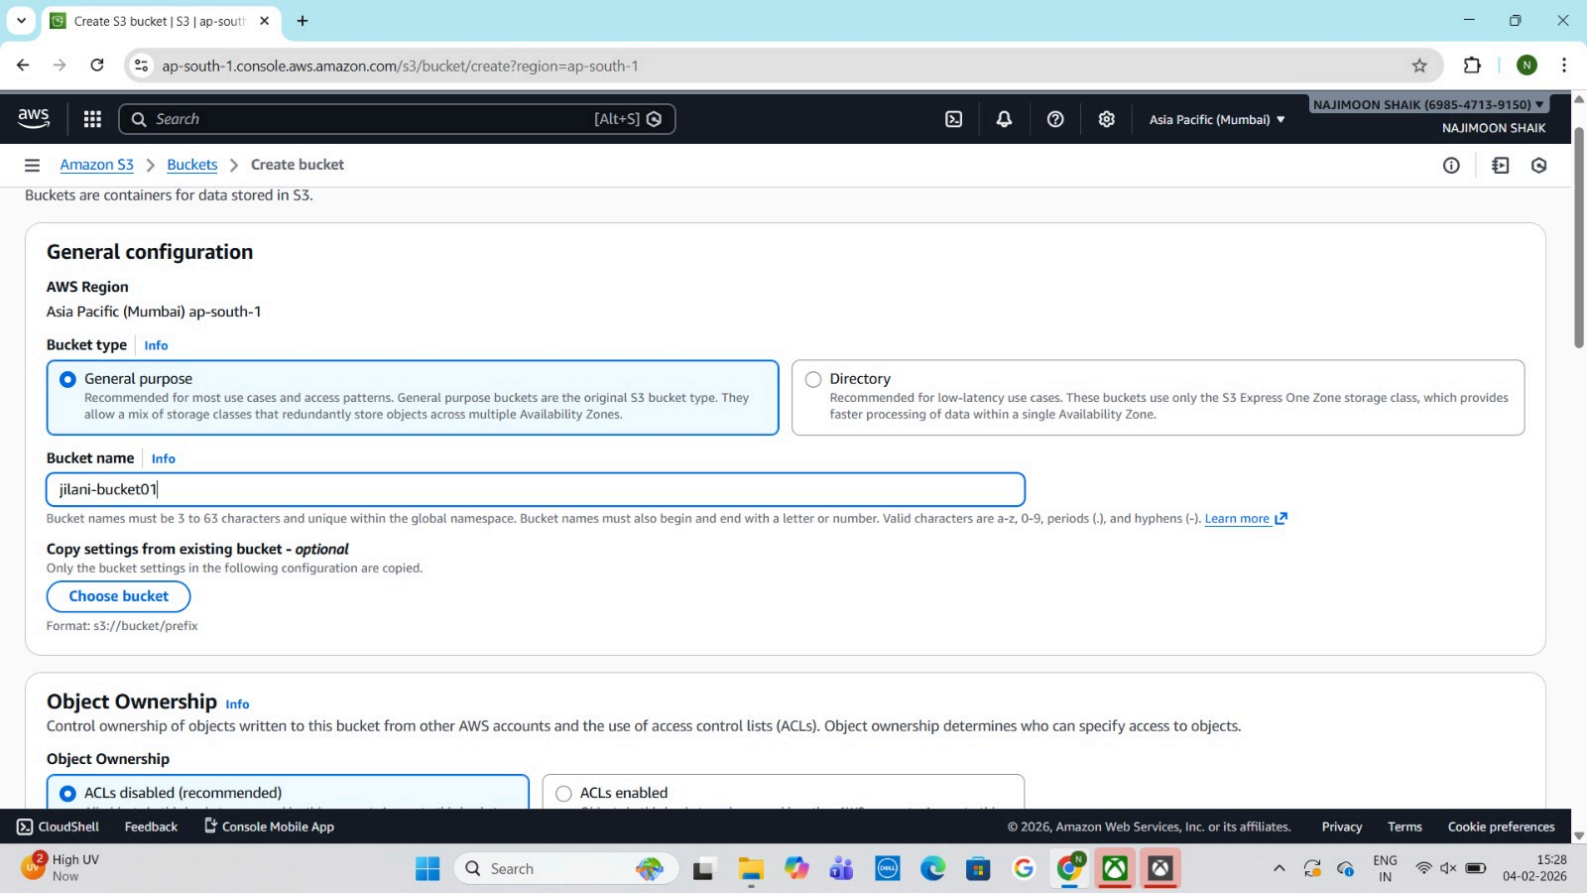 Create S3 bucket | S3 | ap-sout
ap-south-1.console.aws.amazon.com/s3/bucket/create?region=ap-south-1
N
aws
Search
[Alt+S]
Asia Pacific (Mumbai)
NAJIMOON SHAIK (6985-4713-9150)
NAJIMOON SHAIK
Amazon S3
Buckets
Create bucket
Buckets are containers for data stored in S3.
General configuration
AWS Region
Asia Pacific (Mumbai) ap-south-1
Bucket type
Info
General purpose
Recommended for most use cases and access patterns. General purpose buckets are the original S3 bucket type. They
allow a mix of storage classes that redundantly store objects across multiple Availability Zones.
Directory
Recommended for low-latency use cases. These buckets use only the S3 Express One Zone storage class, which provides
faster processing of data within a single Availability Zone.
Bucket name
Info
jilani-bucket01
Bucket names must be 3 to 63 characters and unique within the global namespace. Bucket names must also begin and end with a letter or number. Valid characters are a-z, 0-9, periods (.), and hyphens (-). Learn more
Copy settings from existing bucket - optional
Only the bucket settings in the following configuration are copied.
Choose bucket
Format: s3://bucket/prefix
Object Ownership
Info
Control ownership of objects written to this bucket from other AWS accounts and the use of access control lists (ACLs). Object ownership determines who can specify access to objects.
Object Ownership
ACLs disabled (recommended)
ACLs enabled
CloudShell
Feedback
Console Mobile App
© 2026, Amazon Web Services, Inc. or its affiliates.
Privacy
Terms
Cookie preferences
2
High UV
Now
Search
DELL
N
ENG
IN
15:28
04-02-2026